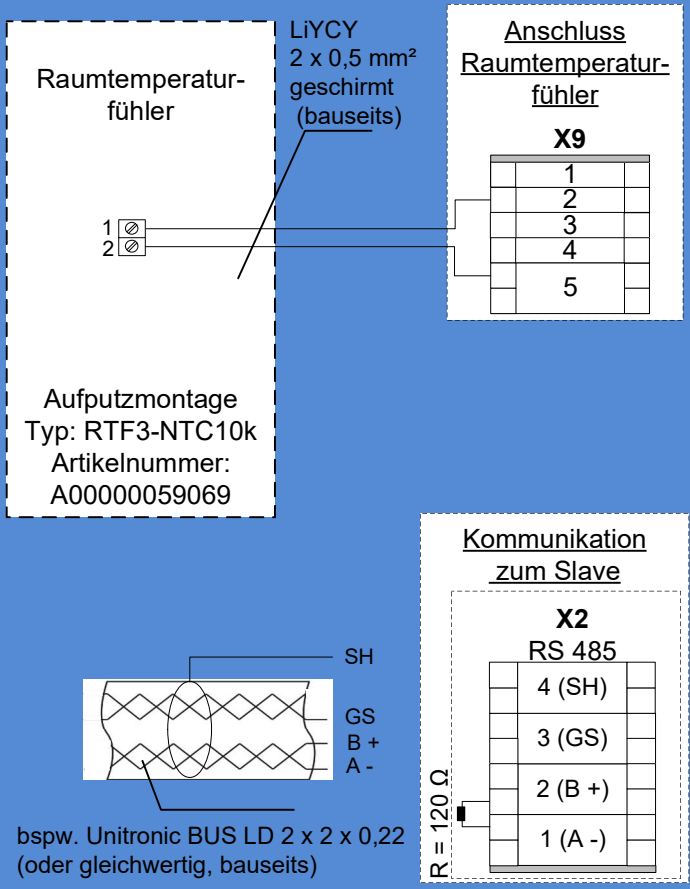 Raumtemperatur-
fühler
1
2
Aufputzmontage
Typ: RTF3-NTC10k
Artikelnummer:
A00000059069
LiYCY
2 x 0,5 mm²
geschirmt
(bauseits)
Anschluss
Raumtemperatur-
fühler
X9
1
2
3
4
5
SH
GS
B +
A -
bspw. Unitronic BUS LD 2 x 2 x 0,22
(oder gleichwertig, bauseits)
Kommunikation
zum Slave
X2
RS 485
4 (SH)
3 (GS)
2 (B +)
1 (A -)
R = 120 Ω